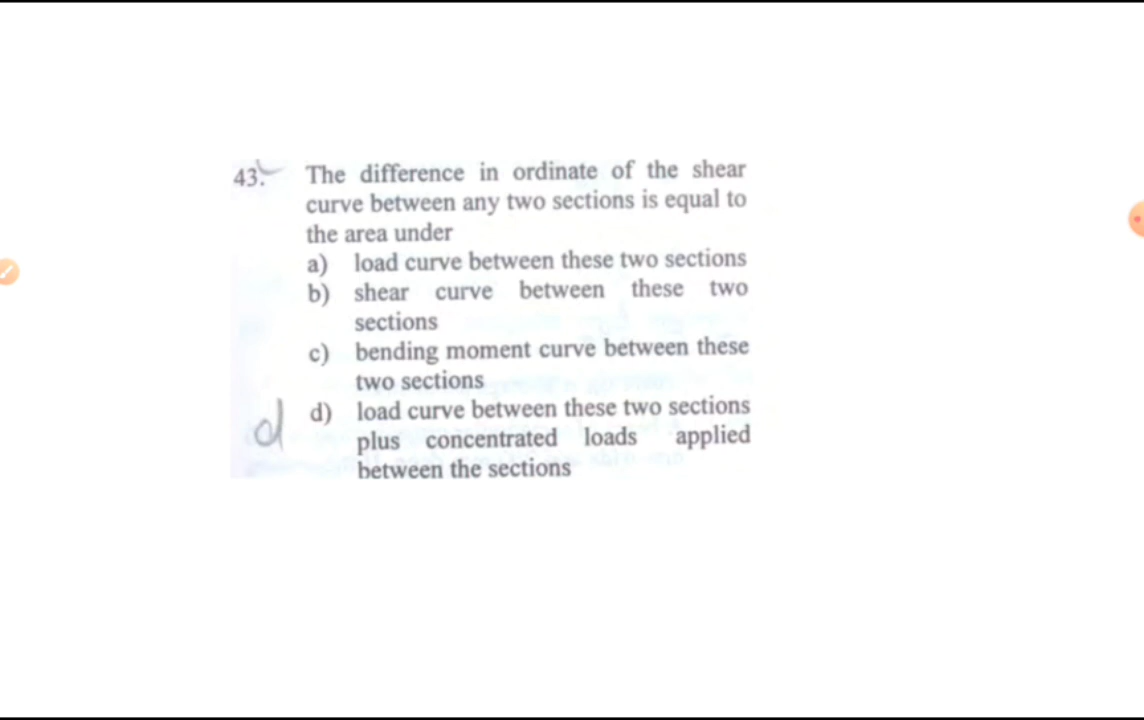 43. The difference in ordinate of the shear
curve between any two sections is equal to
the area under
a) load curve between these two sections
b) shear curve between these two
sections
c) bending moment curve between these
two sections
d) load curve between these two sections
d plus concentrated loads applied
between the sections